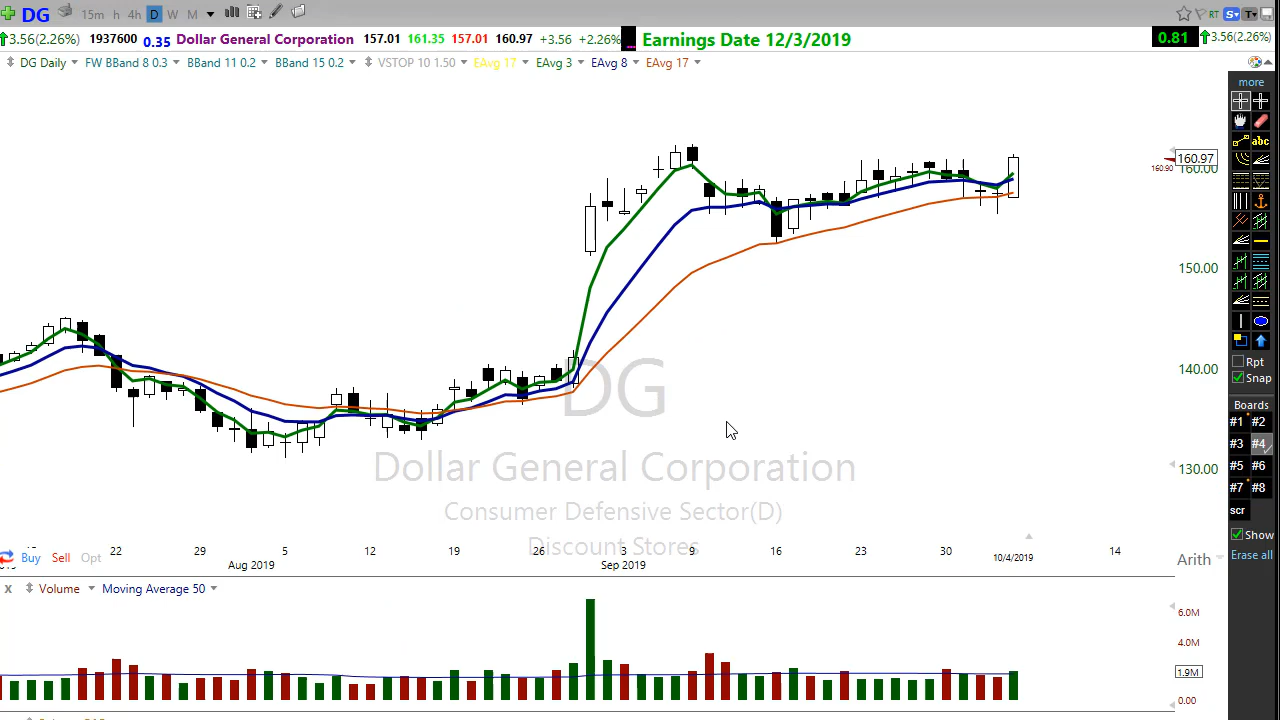 DG 15m h 4h D W M RT S T
3.56(2.26%) 1937600 0.35 Dollar General Corporation 157.01 161.35 157.01 160.97 +3.56 +2.26% Earnings Date 12/3/2019 0.81 3.56(2.26%)
DG Daily FW BBand 8 0.3 BBand 11 0.2 BBand 15 0.2 VSTOP 10 1.50 EAvg 17 EAvg 3 EAvg 8 EAvg 17
more
abc
160.97
160.90 160.00
150.00
140.00
130.00
Rpt
Snap
Boards
#1 #2
#3 #4
#5 #6
#7 #8
scr
Show
Erase all
DG
Dollar General Corporation
Consumer Defensive Sector(D)
Discount Stores
22 29 5 12 19 26 3 9 16 23 30 10/4/2019 14
Aug 2019 Sep 2019
Buy Sell Opt
Arith
X Volume Moving Average 50
6.0M
4.0M
1.9M
0.00